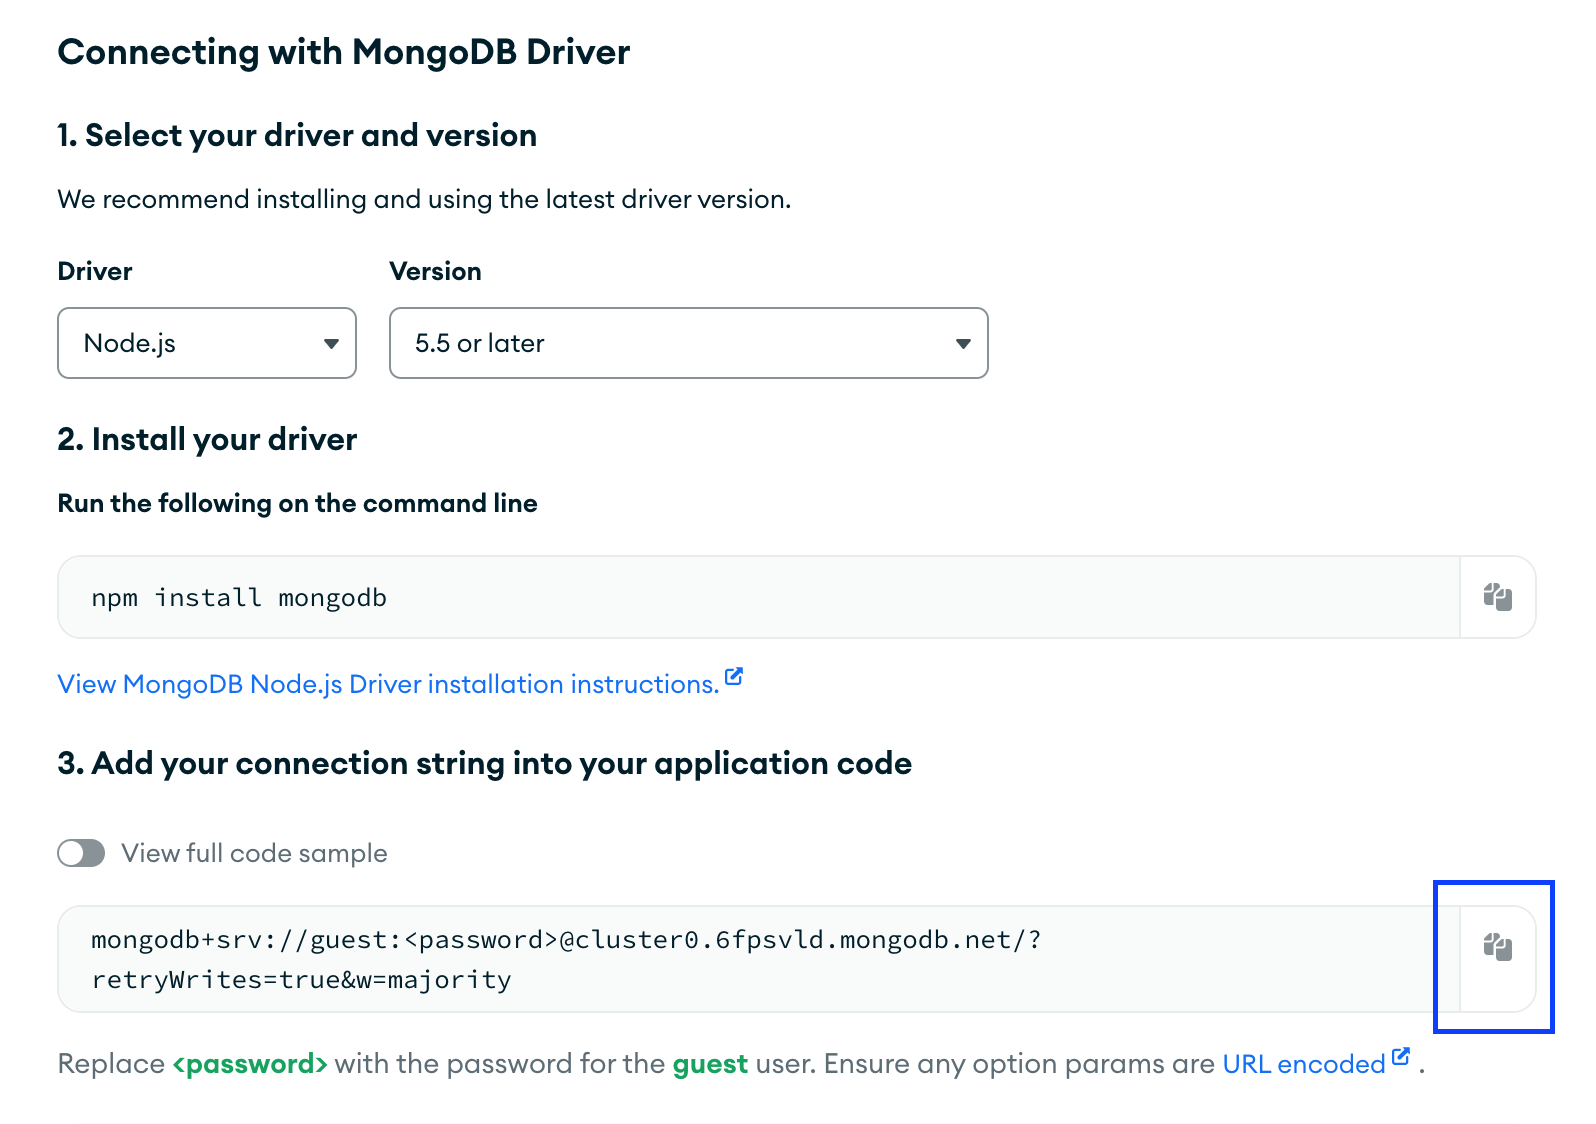 Connecting with MongoDB Driver
1. Select your driver and version
We recommend installing and using the latest driver version.
Driver Version
Node.js 5.5 or later
2. Install your driver
Run the following on the command line
npm install mongodb
View MongoDB Node.js Driver installation instructions.
3. Add your connection string into your application code
View full code sample
mongodb+srv://guest:<password>@cluster0.6fpsvld.mongodb.net/?
retryWrites=true&w=majority
Replace <password> with the password for the guest user. Ensure any option params are URL encoded .